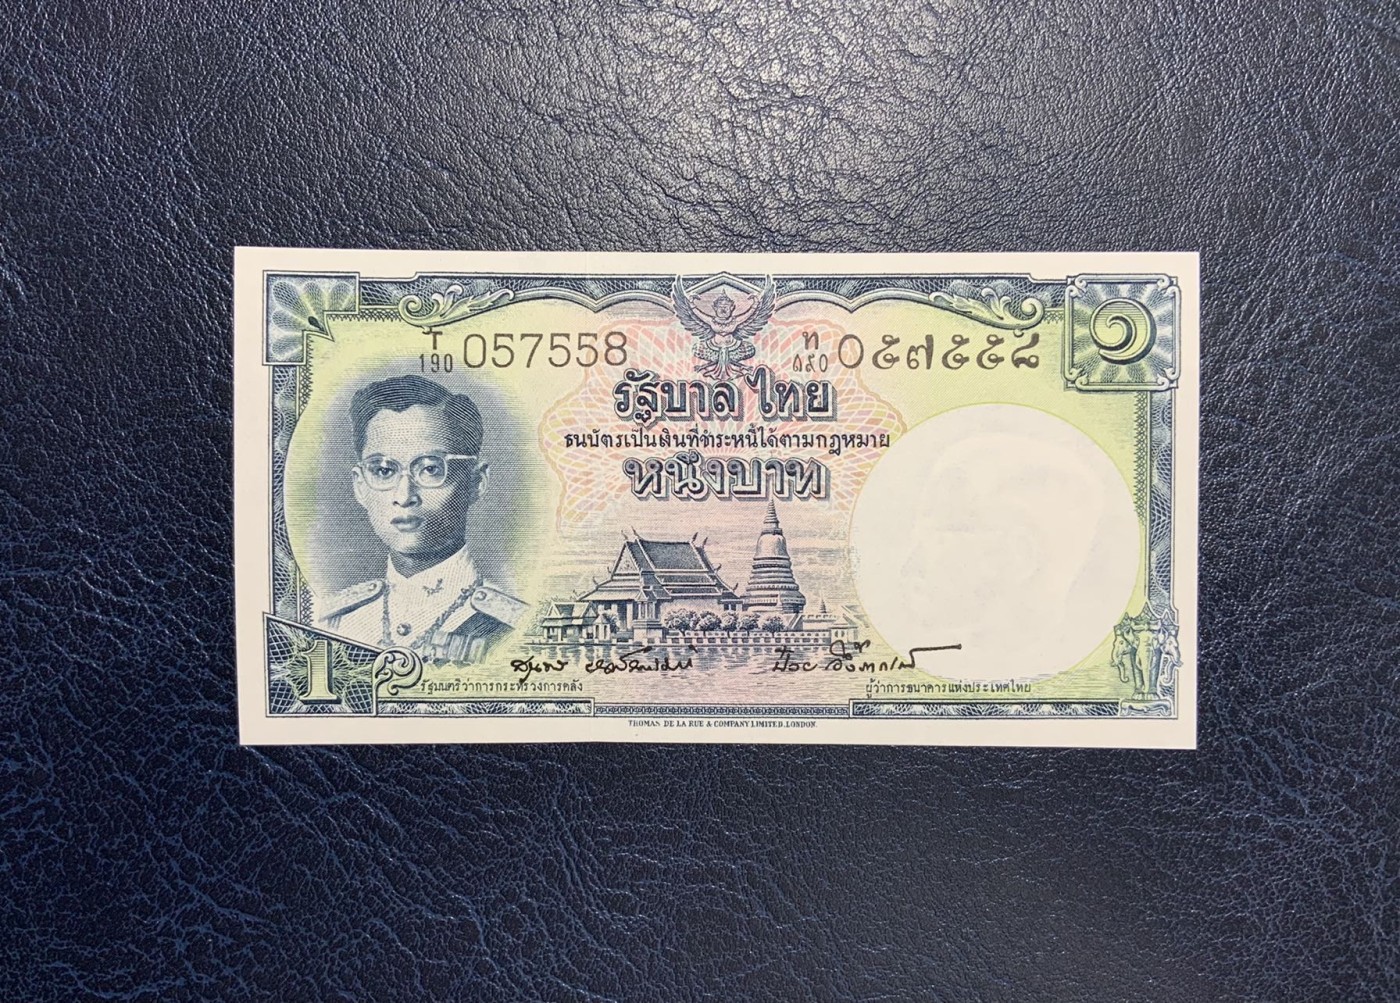 ๑
T
190 057558
ท
๑๙๐ ๐๕๗๕๕๘
รัฐบาลไทย
ธนบัตรเป็นเงินที่ชำระหนี้ได้ตามกฎหมาย
หนึ่งบาท
1
รัฐมนตรีว่าการกระทรวงการคลัง
ผู้ว่าการธนาคารแห่งประเทศไทย
THOMAS DE LA RUE & COMPANY LIMITED, LONDON.